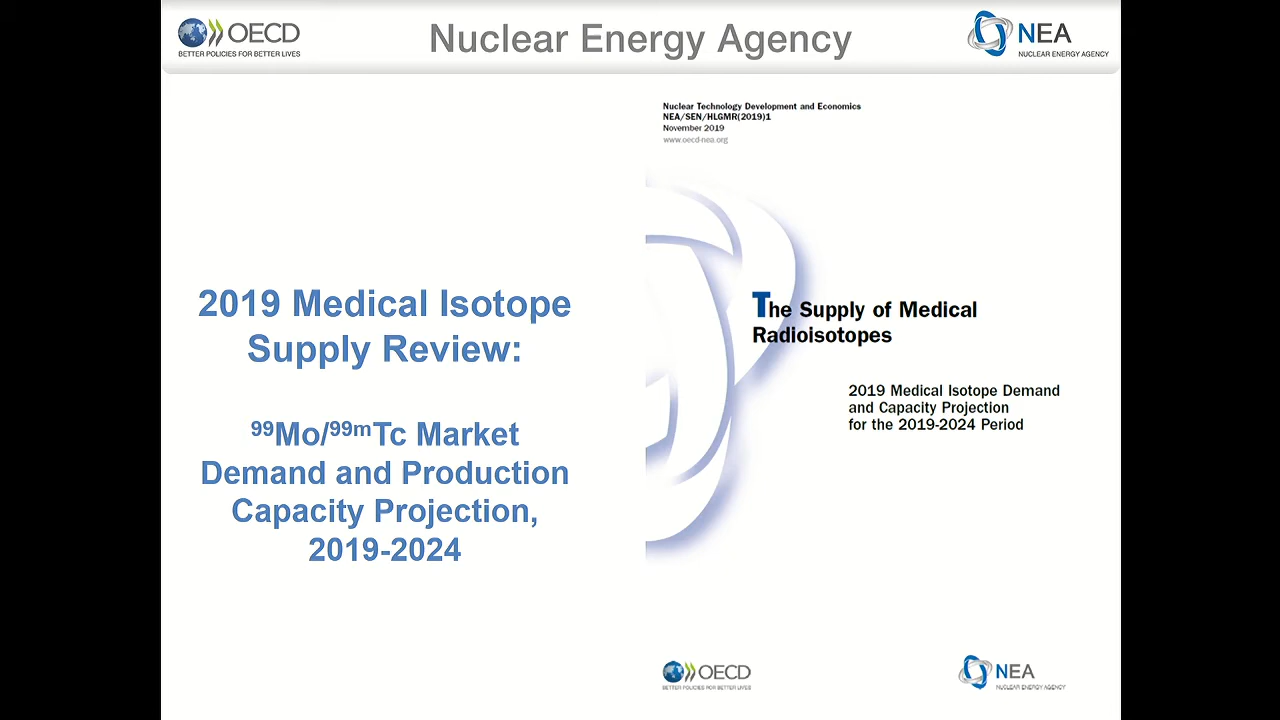 OECD
BETTER POLICIES FOR BETTER LIVES
Nuclear Energy Agency
NEA
NUCLEAR ENERGY AGENCY
2019 Medical Isotope
Supply Review:
⁹⁹Mo/⁹⁹ᵐTc Market
Demand and Production
Capacity Projection,
2019-2024
Nuclear Technology Development and Economics
NEA/SEN/HLGMR(2019)1
November 2019
www.oecd-nea.org
The Supply of Medical
Radioisotopes
2019 Medical Isotope Demand
and Capacity Projection
for the 2019-2024 Period
OECD
BETTER POLICIES FOR BETTER LIVES
NEA
NUCLEAR ENERGY AGENCY